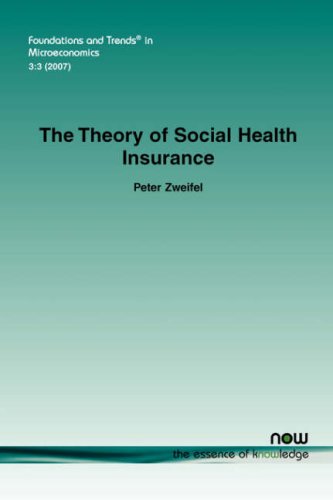 Foundations and Trends® in
Microeconomics
3:3 (2007)
The Theory of Social Health
Insurance
Peter Zweifel
now
the essence of knowledge